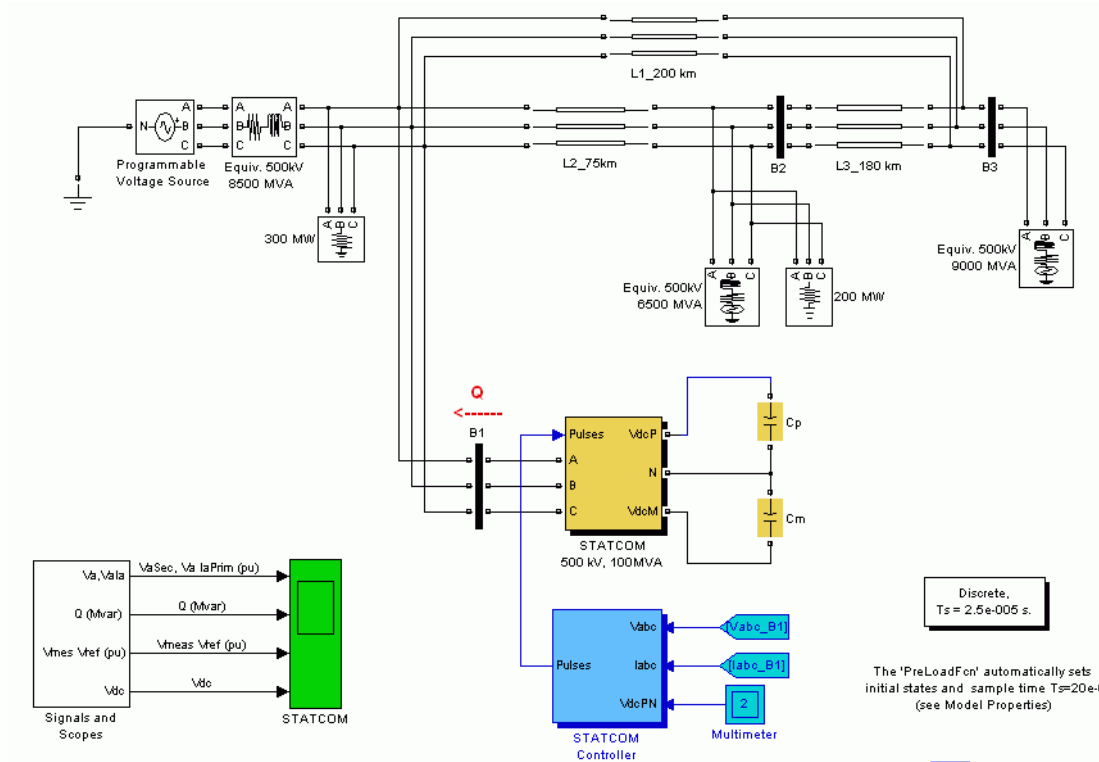 L1_200 km
N
A
B
C
A
B
C
A
B
C
Programmable
Voltage Source
Equiv. 500kV
8500 MVA
L2_75km
B2
L3_180 km
B3
300 MW
A
B
C
Equiv. 500kV
6500 MVA
A
B
C
A
B
C
200 MW
Equiv. 500kV
9000 MVA
A
B
C
Q
<------
B1
Pulses
A
B
C
VdcP
N
VdcM
STATCOM
500 kV, 100MVA
Cp
Cm
Va,VaIa
Q (Mvar)
Vmes Vref (pu)
Vdc
VaSec, Va IaPrim (pu)
Q (Mvar)
Vmeas Vref (pu)
Vdc
Signals and
Scopes
STATCOM
Pulses
Vabc
Iabc
VdcPN
[Vabc_B1]
[Iabc_B1]
2
Multimeter
STATCOM
Controller
Discrete,
Ts = 2.5e-005 s.
The 'PreLoadFcn' automatically sets
initial states and sample time Ts=20e-
(see Model Properties)